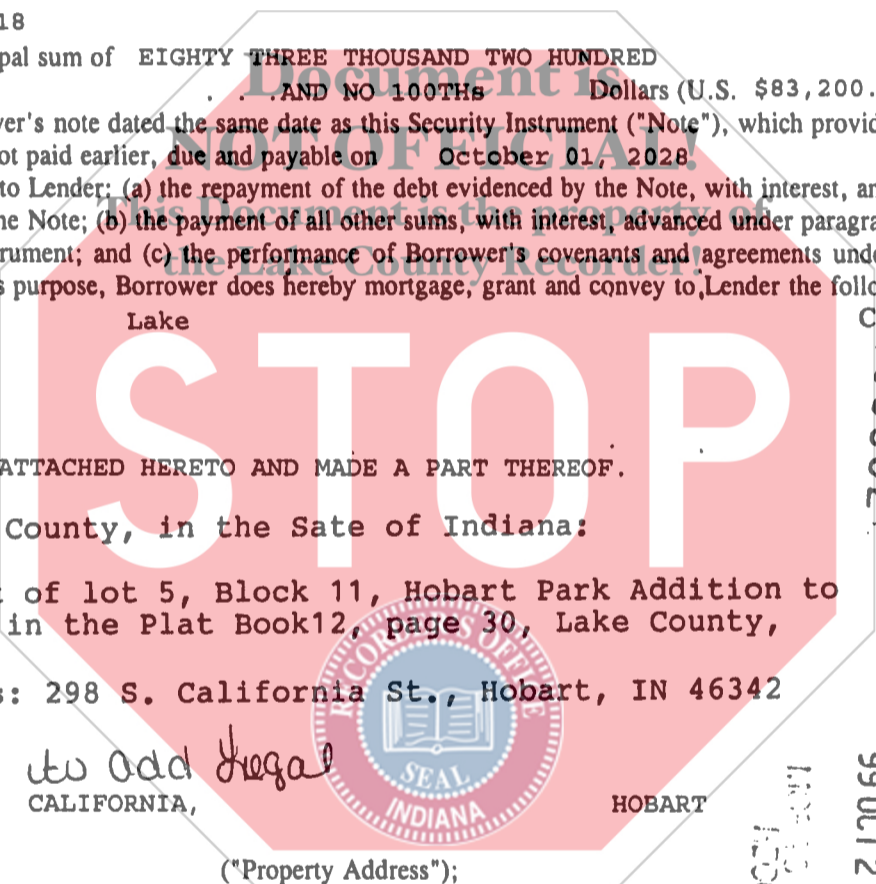 18
pal sum of EIGHTY THREE THOUSAND TWO HUNDRED
. . .AND NO 100THs Dollars (U.S. $83,200.
ver's note dated the same date as this Security Instrument ("Note"), which provid
ot paid earlier, due and payable on October 01, 2028
to Lender: (a) the repayment of the debt evidenced by the Note, with interest, an
he Note; (b) the payment of all other sums, with interest, advanced under paragra
rument; and (c) the performance of Borrower's covenants and agreements unde
s purpose, Borrower does hereby mortgage, grant and convey to Lender the follo
Lake C
ATTACHED HERETO AND MADE A PART THEREOF.
County, in the Sate of Indiana:
of lot 5, Block 11, Hobart Park Addition to
in the Plat Book12, page 30, Lake County,
s: 298 S. California St., Hobart, IN 46342
to add legal
CALIFORNIA, HOBART
("Property Address");
Document is
NOT OFFICIAL!
This Document is the property of
the Lake County Recorder!
STOP
RECORDER'S OFFICE
SEAL
INDIANA